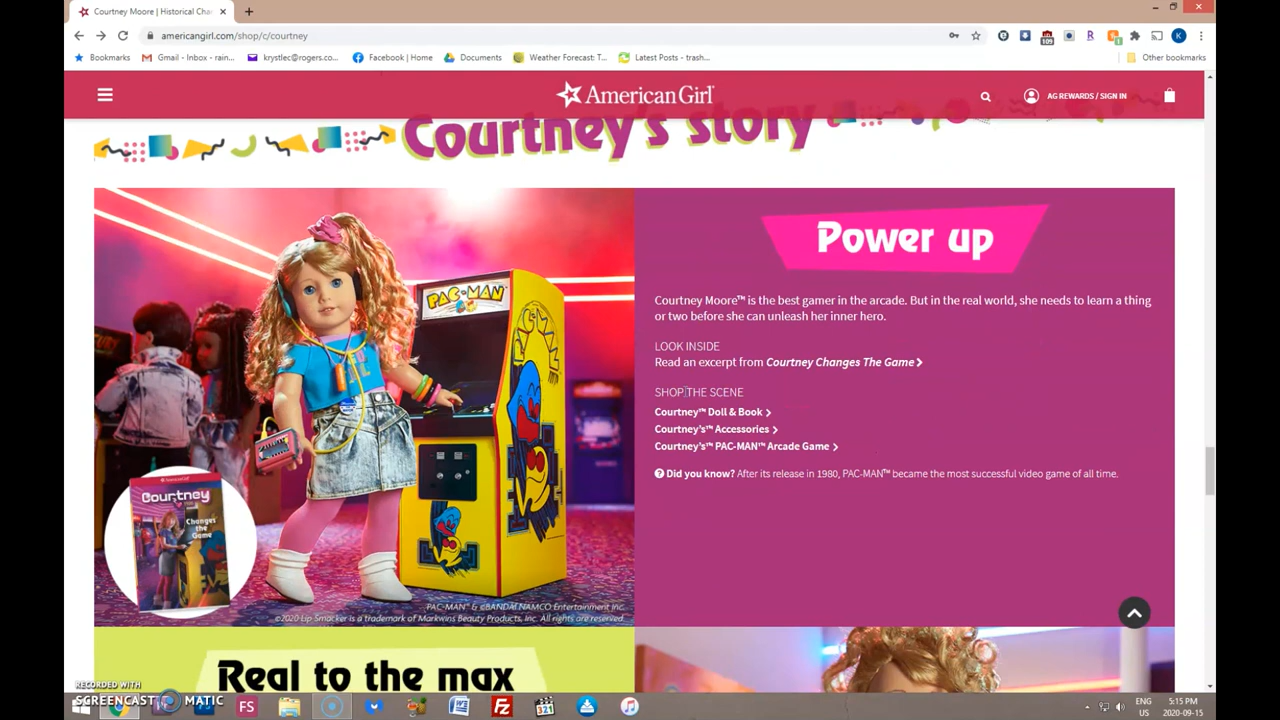 Courtney Moore | Historical Cha
americangirl.com/shop/c/courtney
Bookmarks Gmail - Inbox - rain... krystlec@rogers.co... Facebook | Home Documents Weather Forecast: T... Latest Posts - trash... Other bookmarks
AmericanGirl
AG REWARDS / SIGN IN
Courtney's story
Power up
Courtney Moore™ is the best gamer in the arcade. But in the real world, she needs to learn a thing
or two before she can unleash her inner hero.
LOOK INSIDE
Read an excerpt from Courtney Changes The Game
SHOP THE SCENE
Courtney™ Doll & Book
Courtney's™ Accessories
Courtney's™ PAC-MAN™ Arcade Game
Did you know? After its release in 1980, PAC-MAN™ became the most successful video game of all time.
PAC-MAN
Courtney
Changes
the
Game
PAC-MAN™ & ©BANDAI NAMCO Entertainment Inc.
©2020 Lip Smacker is a trademark of Markwins Beauty Products, Inc. All rights are reserved.
Real to the max
RECORDED WITH
SCREENCAST MATIC
FS
321
ENG
US
5:15 PM
2020-09-15